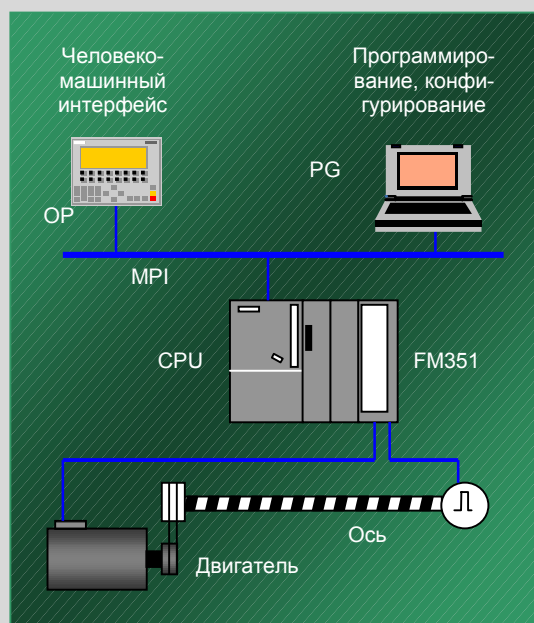 Человеко-
машинный
интерфейс
Программиро-
вание, конфи-
гурирование
PG
OP
MPI
CPU
FM351
Ось
Двигатель